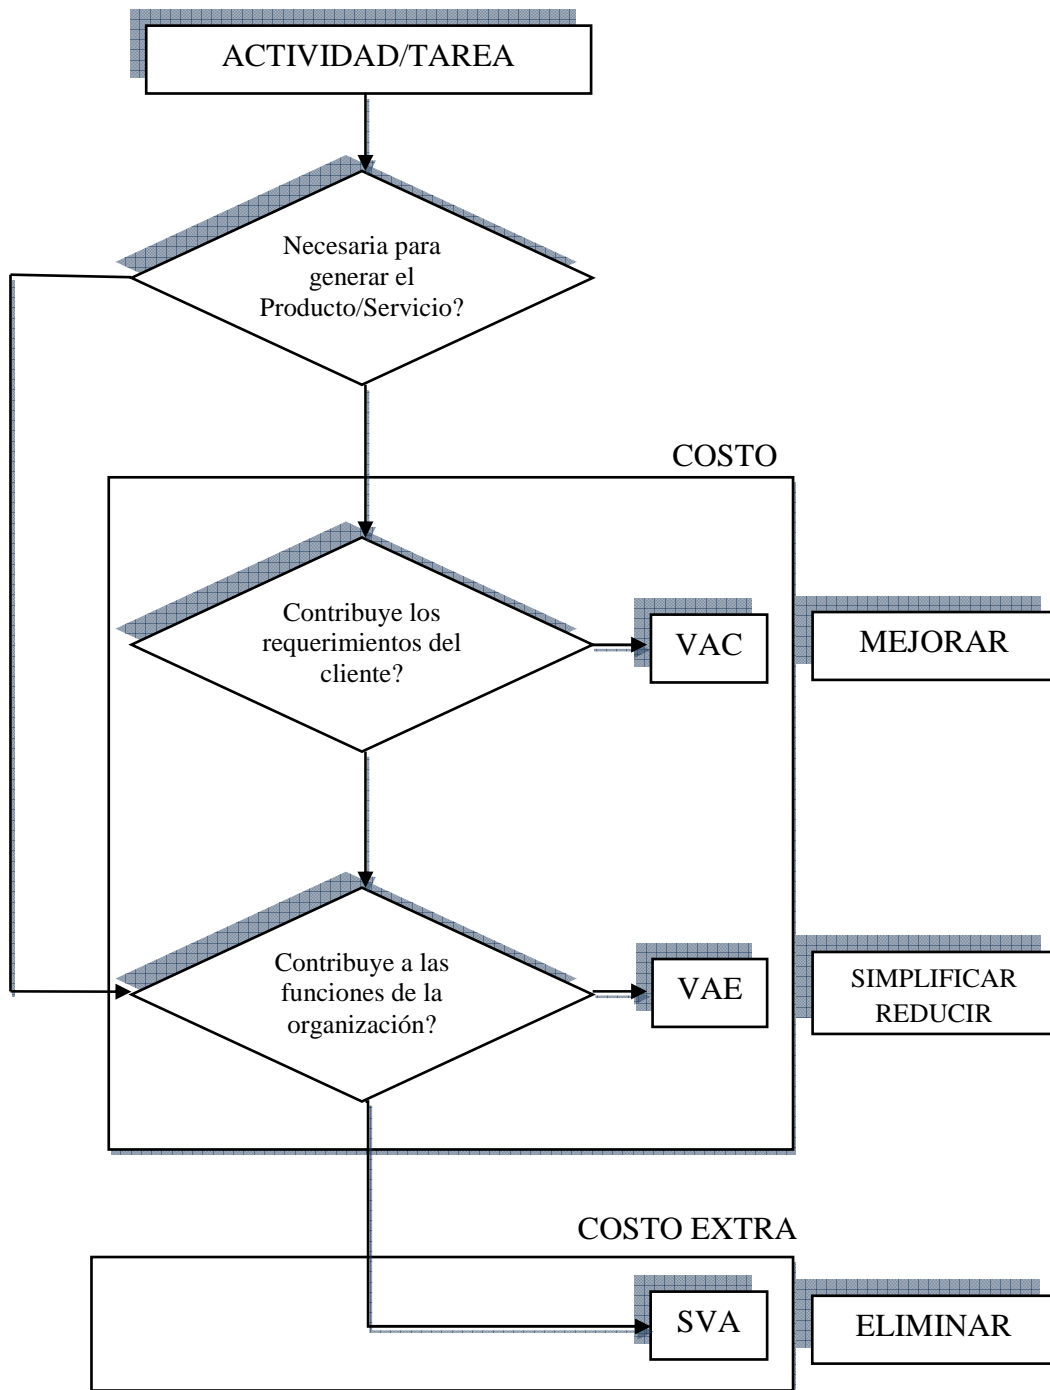 ACTIVIDAD/TAREA
Necesaria para
generar el
Producto/Servicio?
COSTO
Contribuye los
requerimientos del
cliente?
VAC
MEJORAR
Contribuye a las
funciones de la
organización?
VAE
SIMPLIFICAR
REDUCIR
COSTO EXTRA
SVA
ELIMINAR